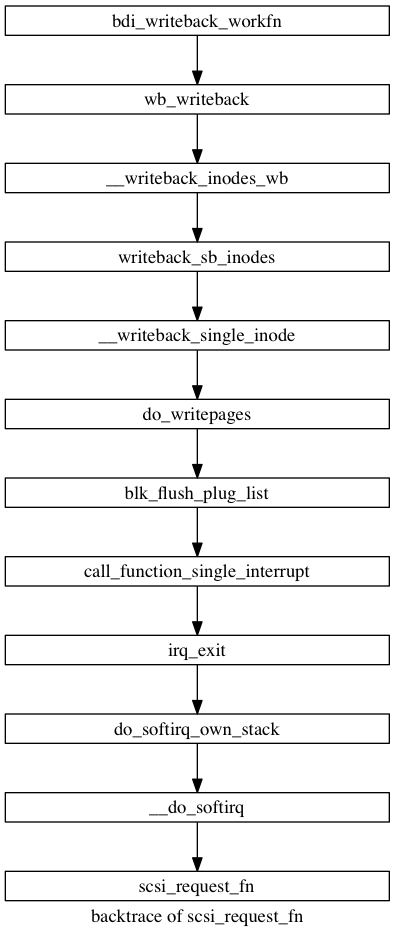 bdi_writeback_workfn
wb_writeback
__writeback_inodes_wb
writeback_sb_inodes
__writeback_single_inode
do_writepages
blk_flush_plug_list
call_function_single_interrupt
irq_exit
do_softirq_own_stack
__do_softirq
scsi_request_fn
backtrace of scsi_request_fn